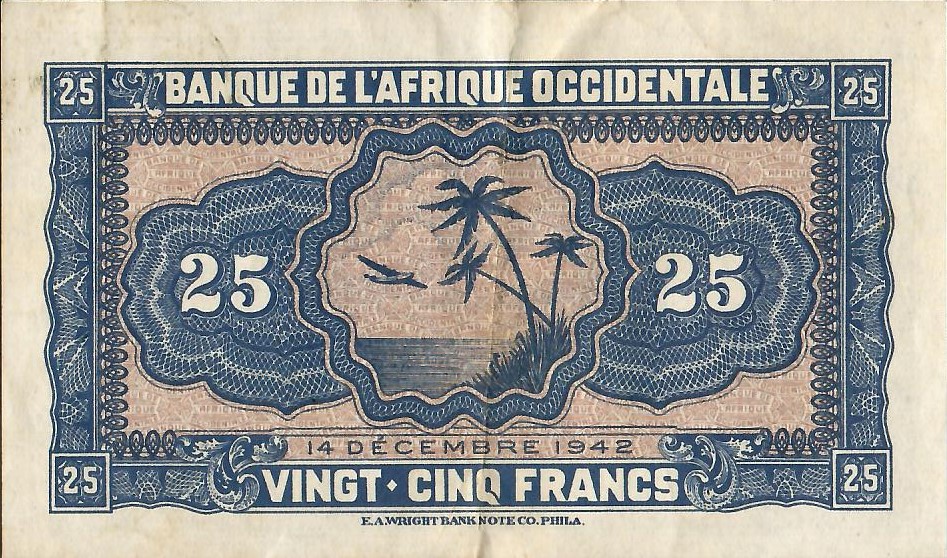 25 BANQUE DE L'AFRIQUE OCCIDENTALE 25
25 25
14 DÉCEMBRE 1942
25 VINGT·CINQ FRANCS 25
E.A.WRIGHT BANK NOTE CO. PHILA.